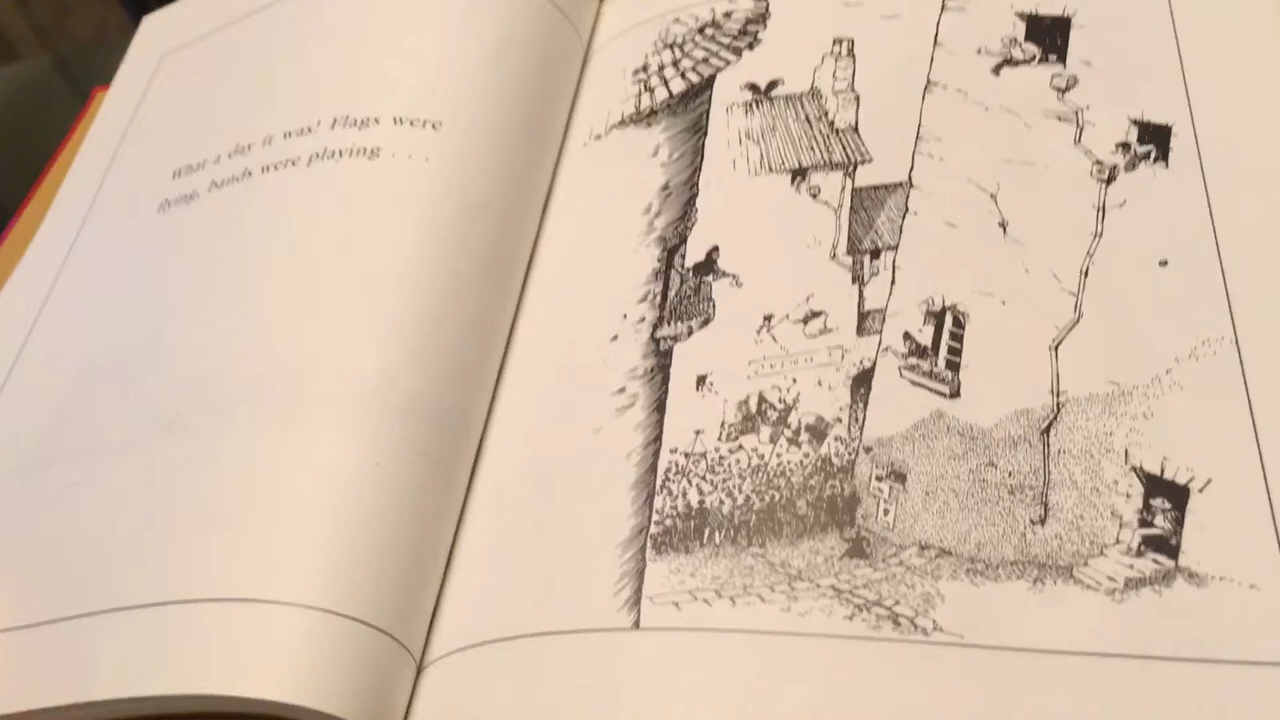 What a day it was! Flags were
flying, bands were playing . . . .